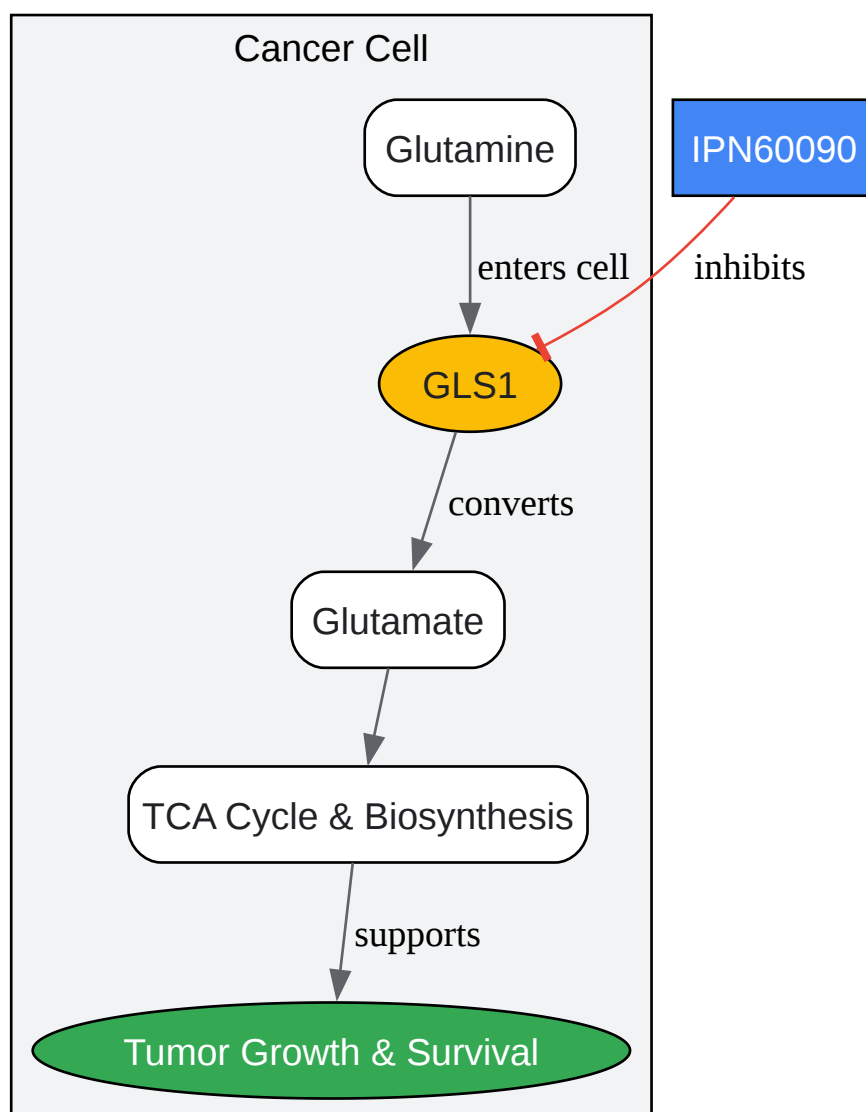 Cancer Cell
Glutamine
IPN60090
enters cell
inhibits
GLS1
converts
Glutamate
TCA Cycle & Biosynthesis
supports
Tumor Growth & Survival